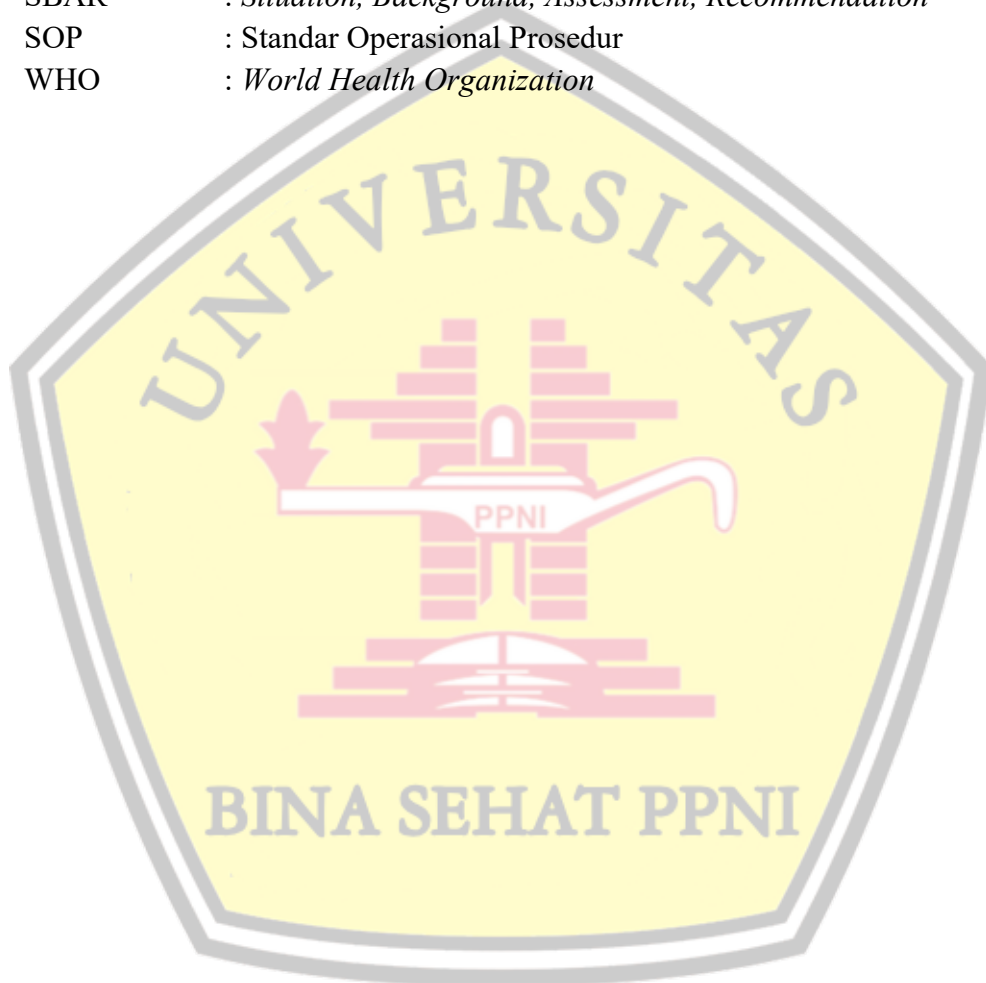 SBAR : Situation, Background, Assessment, Recommendation
SOP : Standar Operasional Prosedur
WHO : World Health Organization
UNIVERSITAS
PPNI
BINA SEHAT PPNI